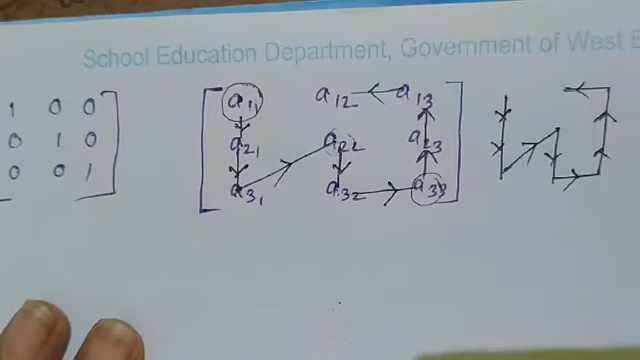 School Education Department, Government of West B
1 0 0
0 1 0
0 0 1
a11 a12 a13
a21 a22 a23
a31 a32 a33